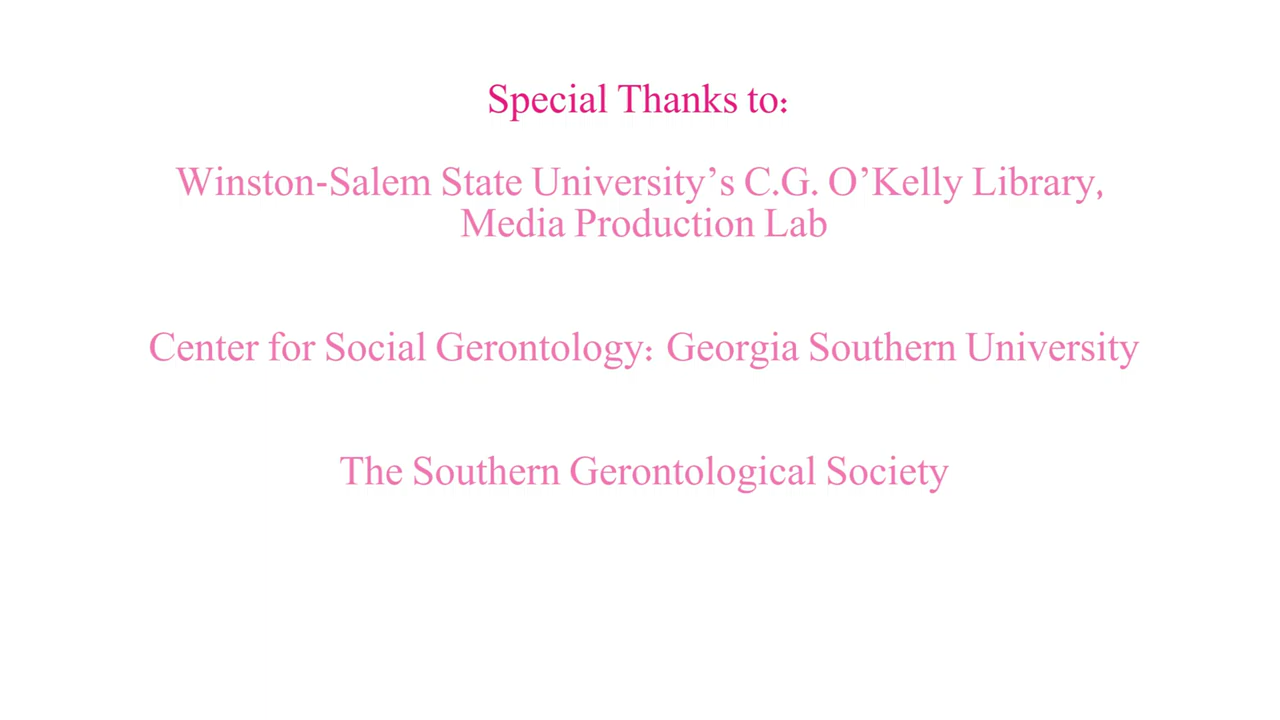 Special Thanks to:
Winston-Salem State University’s C.G. O’Kelly Library,
Media Production Lab
Center for Social Gerontology: Georgia Southern University
The Southern Gerontological Society